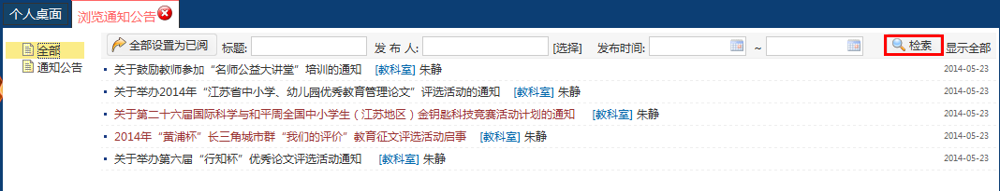 个人桌面 浏览通知公告
全部 全部设置为已阅 标题: 发 布 人: [选择] 发布时间: ~ 检索 显示全部
通知公告 关于鼓励教师参加“名师公益大讲堂”培训的通知 [教科室] 朱静 2014-05-23
关于举办2014年“江苏省中小学、幼儿园优秀教育管理论文”评选活动的通知 [教科室] 朱静 2014-05-23
关于第二十六届国际科学与和平周全国中小学生（江苏地区）金钥匙科技竞赛活动计划的通知 [教科室] 朱静 2014-05-23
2014年“黄浦杯”长三角城市群“我们的评价”教育征文评选活动启事 [教科室] 朱静 2014-05-23
关于举办第六届“行知杯”优秀论文评选活动通知 [教科室] 朱静 2014-05-23